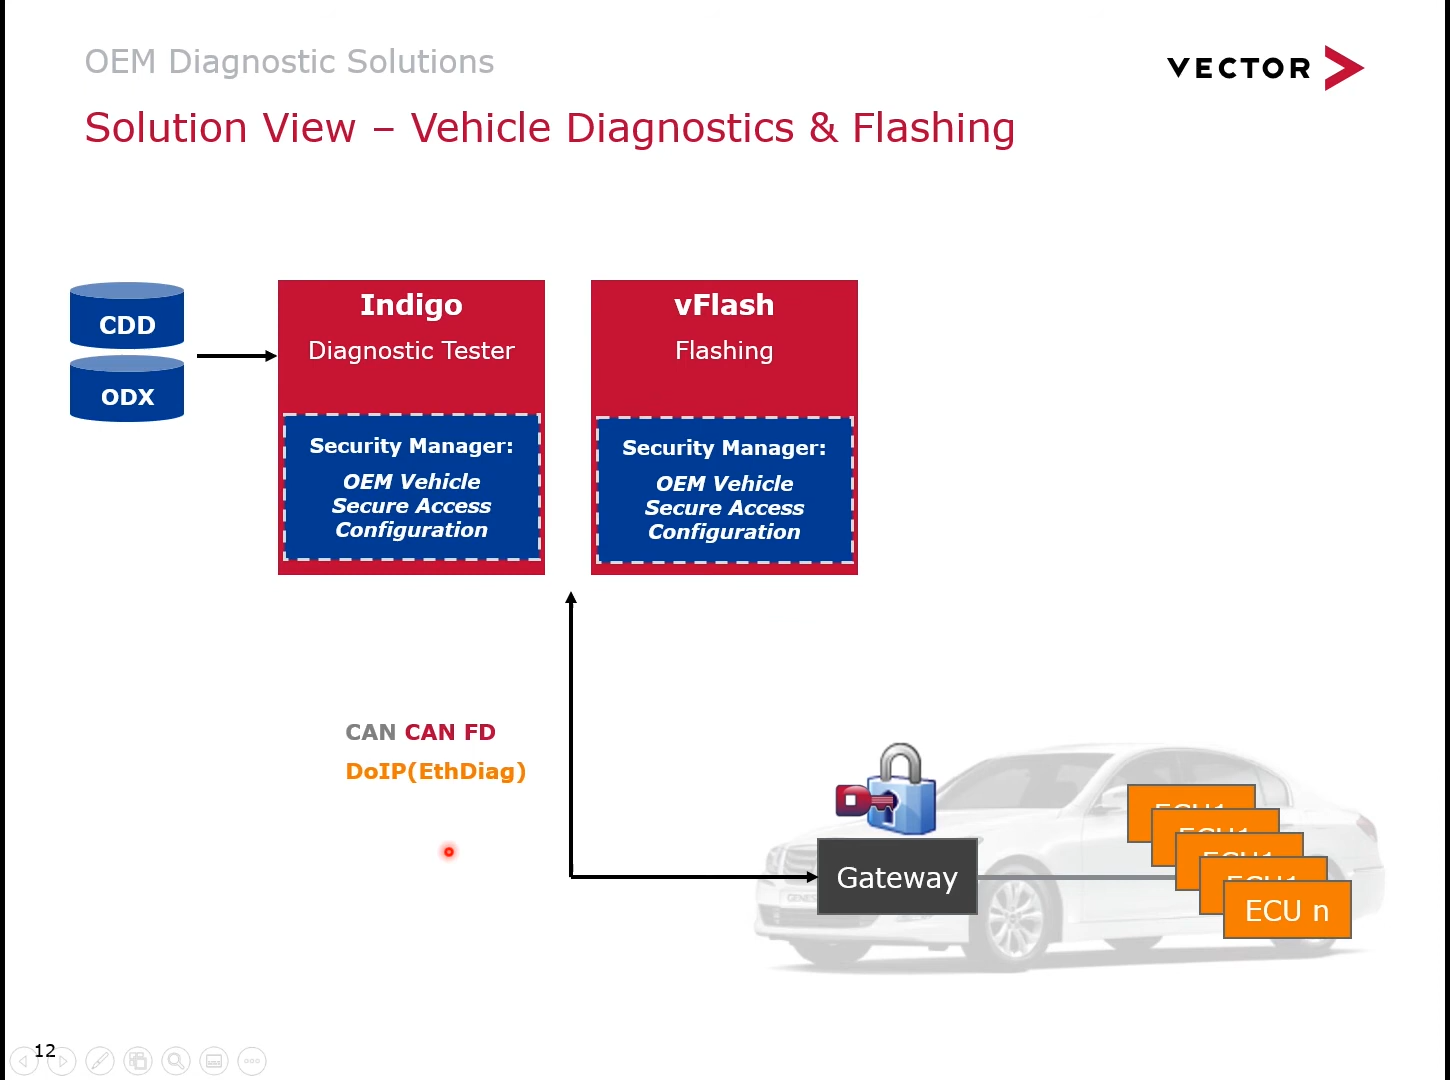 OEM Diagnostic Solutions
VECTOR
Solution View – Vehicle Diagnostics & Flashing
CDD
ODX
Indigo
Diagnostic Tester
Security Manager:
OEM Vehicle
Secure Access
Configuration
vFlash
Flashing
Security Manager:
OEM Vehicle
Secure Access
Configuration
CAN CAN FD
DoIP(EthDiag)
Gateway
ECU1
ECU1
ECU1
ECU1
ECU n
12